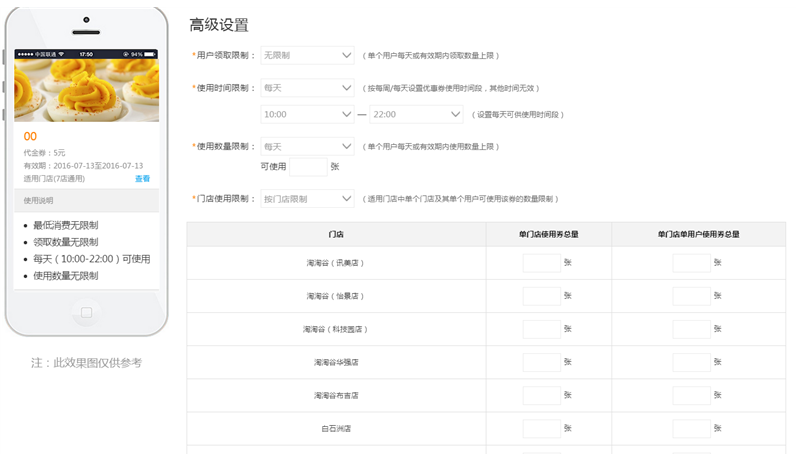 高级设置
中国联通 17:50 94%
00
代金券：5元
有效期：2016-07-13至2016-07-13
适用门店(7店通用) 查看
使用说明
最低消费无限制
领取数量无限制
每天（10:00-22:00）可使用
使用数量无限制
注：此效果图仅供参考
*用户领取限制： 无限制 （单个用户每天或有效期内领取数量上限）
*使用时间限制： 每天 （按每周/每天设置优惠券使用时间段，其他时间无效）
10:00 — 22:00 （设置每天可供使用时间段）
*使用数量限制： 每天 （单个用户每天或有效期内使用数量上限）
可使用 张
*门店使用限制： 按门店限制 （适用门店中单个门店及其单个用户可使用该券的数量限制）
门店 单门店使用券总量 单门店单用户使用券总量
淘淘谷（讯美店） 张 张
淘淘谷（怡景店） 张 张
淘淘谷（科技园店） 张 张
淘淘谷华强店 张 张
淘淘谷布吉店 张 张
白石洲店 张 张